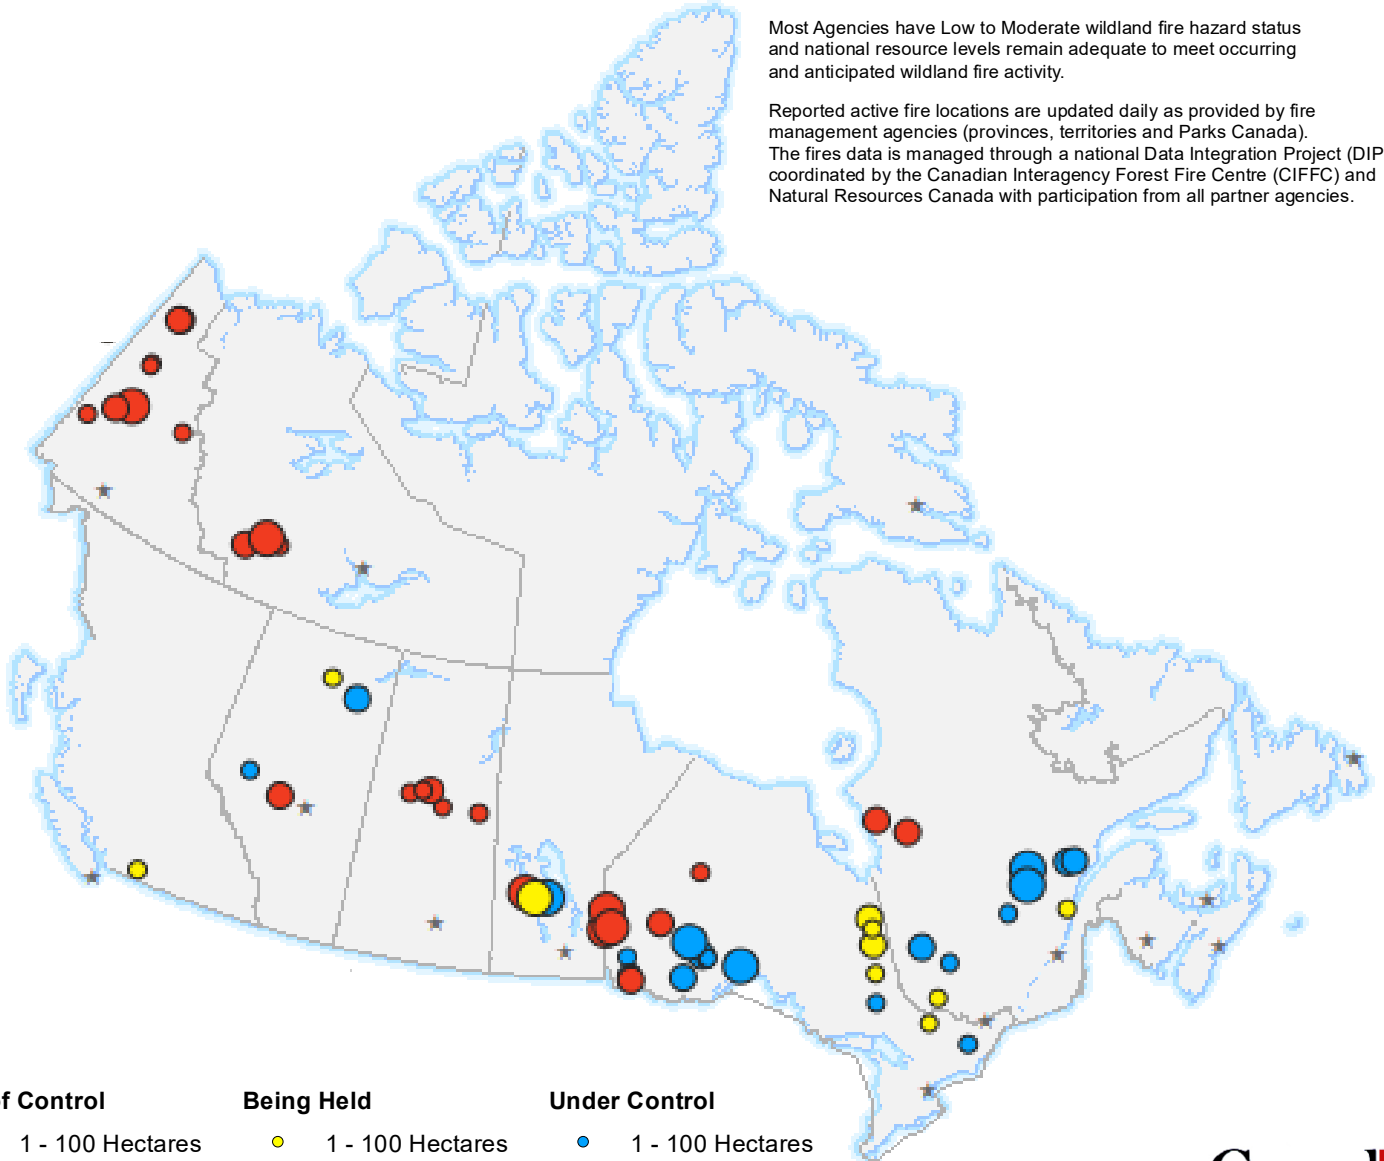 Most Agencies have Low to Moderate wildland fire hazard status
and national resource levels remain adequate to meet occurring
and anticipated wildland fire activity.
Reported active fire locations are updated daily as provided by fire
management agencies (provinces, territories and Parks Canada).
The fires data is managed through a national Data Integration Project (DIP
coordinated by the Canadian Interagency Forest Fire Centre (CIFFC) and
Natural Resources Canada with participation from all partner agencies.
f Control Being Held Under Control
1 - 100 Hectares 1 - 100 Hectares 1 - 100 Hectares